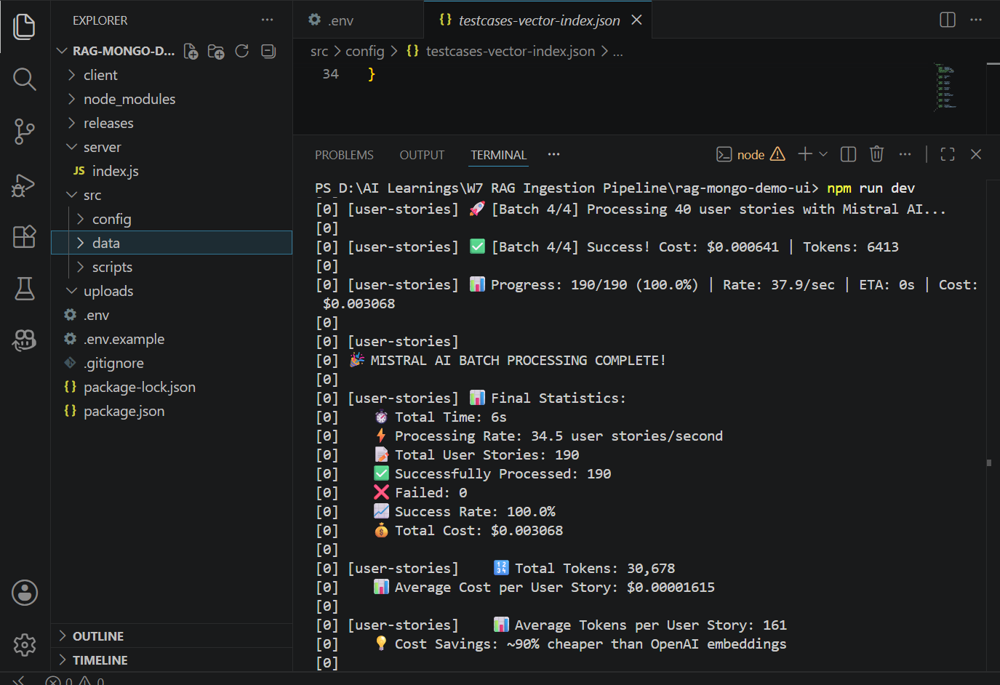 EXPLORER
RAG-MONGO-D...
client
node_modules
releases
server
JS index.js
src
config
data
scripts
uploads
.env
.env.example
.gitignore
{} package-lock.json
{} package.json
OUTLINE
TIMELINE
0 0
.env
{} testcases-vector-index.json
src > config > {} testcases-vector-index.json > ...
34 }
PROBLEMS OUTPUT TERMINAL ...
node
PS D:\AI Learnings\W7 RAG Ingestion Pipeline\rag-mongo-demo-ui> npm run dev
[0] [user-stories] 🚀 [Batch 4/4] Processing 40 user stories with Mistral AI...
[0]
[0] [user-stories] ✅ [Batch 4/4] Success! Cost: $0.000641 | Tokens: 6413
[0]
[0] [user-stories] 📊 Progress: 190/190 (100.0%) | Rate: 37.9/sec | ETA: 0s | Cost:
$0.003068
[0]
[0] [user-stories]
[0] 🎉 MISTRAL AI BATCH PROCESSING COMPLETE!
[0]
[0] [user-stories] 📊 Final Statistics:
[0] ⏱️ Total Time: 6s
[0] ⚡ Processing Rate: 34.5 user stories/second
[0] 📝 Total User Stories: 190
[0] ✅ Successfully Processed: 190
[0] ❌ Failed: 0
[0] 📈 Success Rate: 100.0%
[0] 💰 Total Cost: $0.003068
[0]
[0] [user-stories] 🔢 Total Tokens: 30,678
[0] 📊 Average Cost per User Story: $0.00001615
[0]
[0] [user-stories] 📊 Average Tokens per User Story: 161
[0] 💡 Cost Savings: ~90% cheaper than OpenAI embeddings
[0]